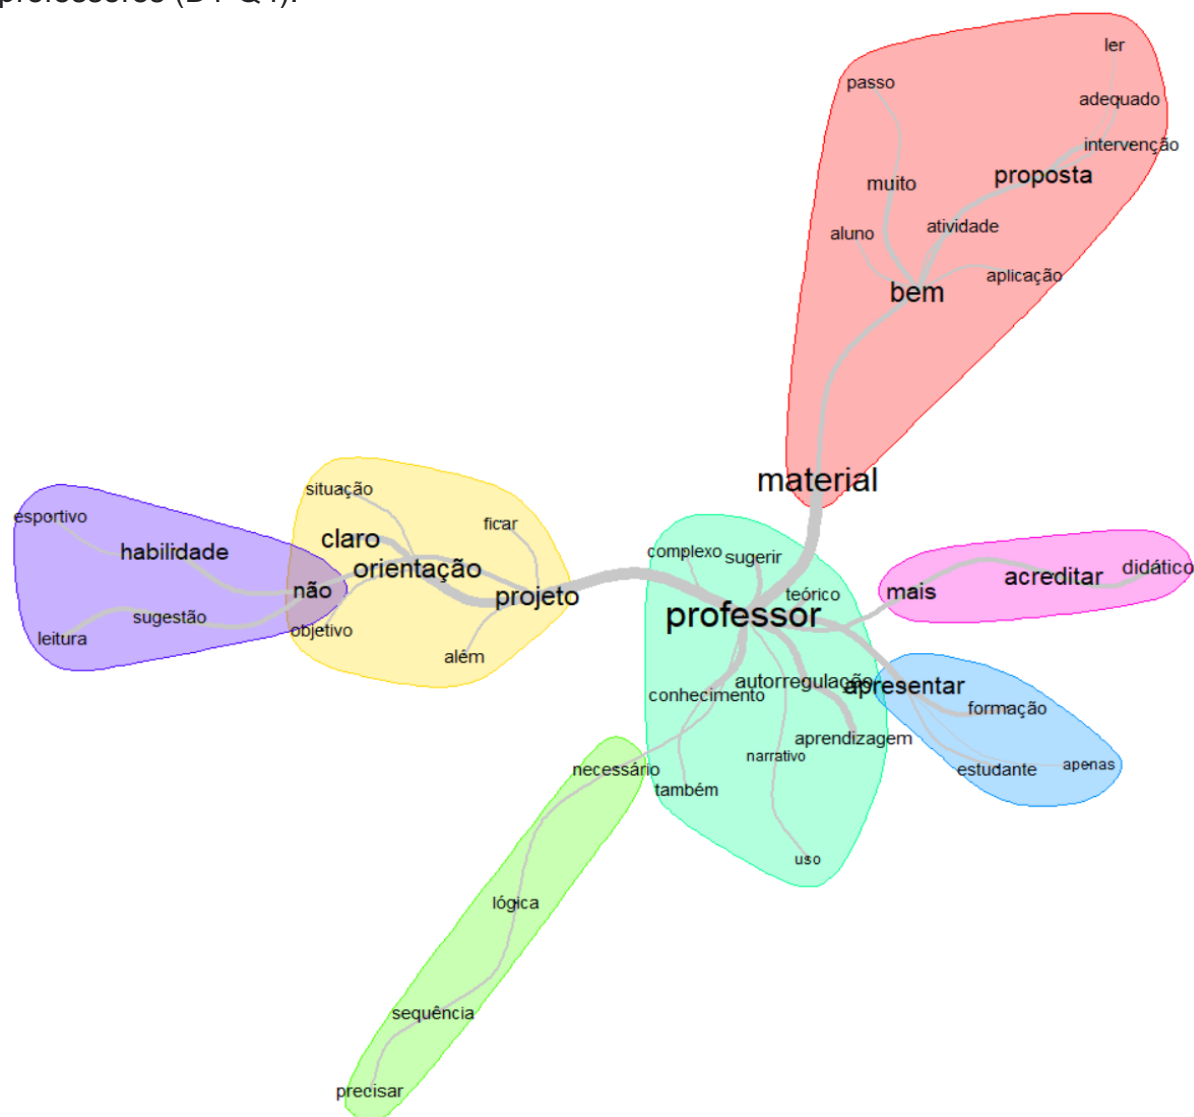 professores (D1-Q4).
ler
passo
adequado
intervenção
proposta
muito
atividade
aluno
aplicação
bem
material
situação
esportivo
ficar
claro
habilidade
complexo
sugerir
orientação
didático
acreditar
mais
não
projeto
teórico
professor
sugestão
objetivo
leitura
além
autorregulação
apresentar
conhecimento
formação
aprendizagem
narrativo
apenas
necessário
estudante
também
uso
lógica
sequência
precisar